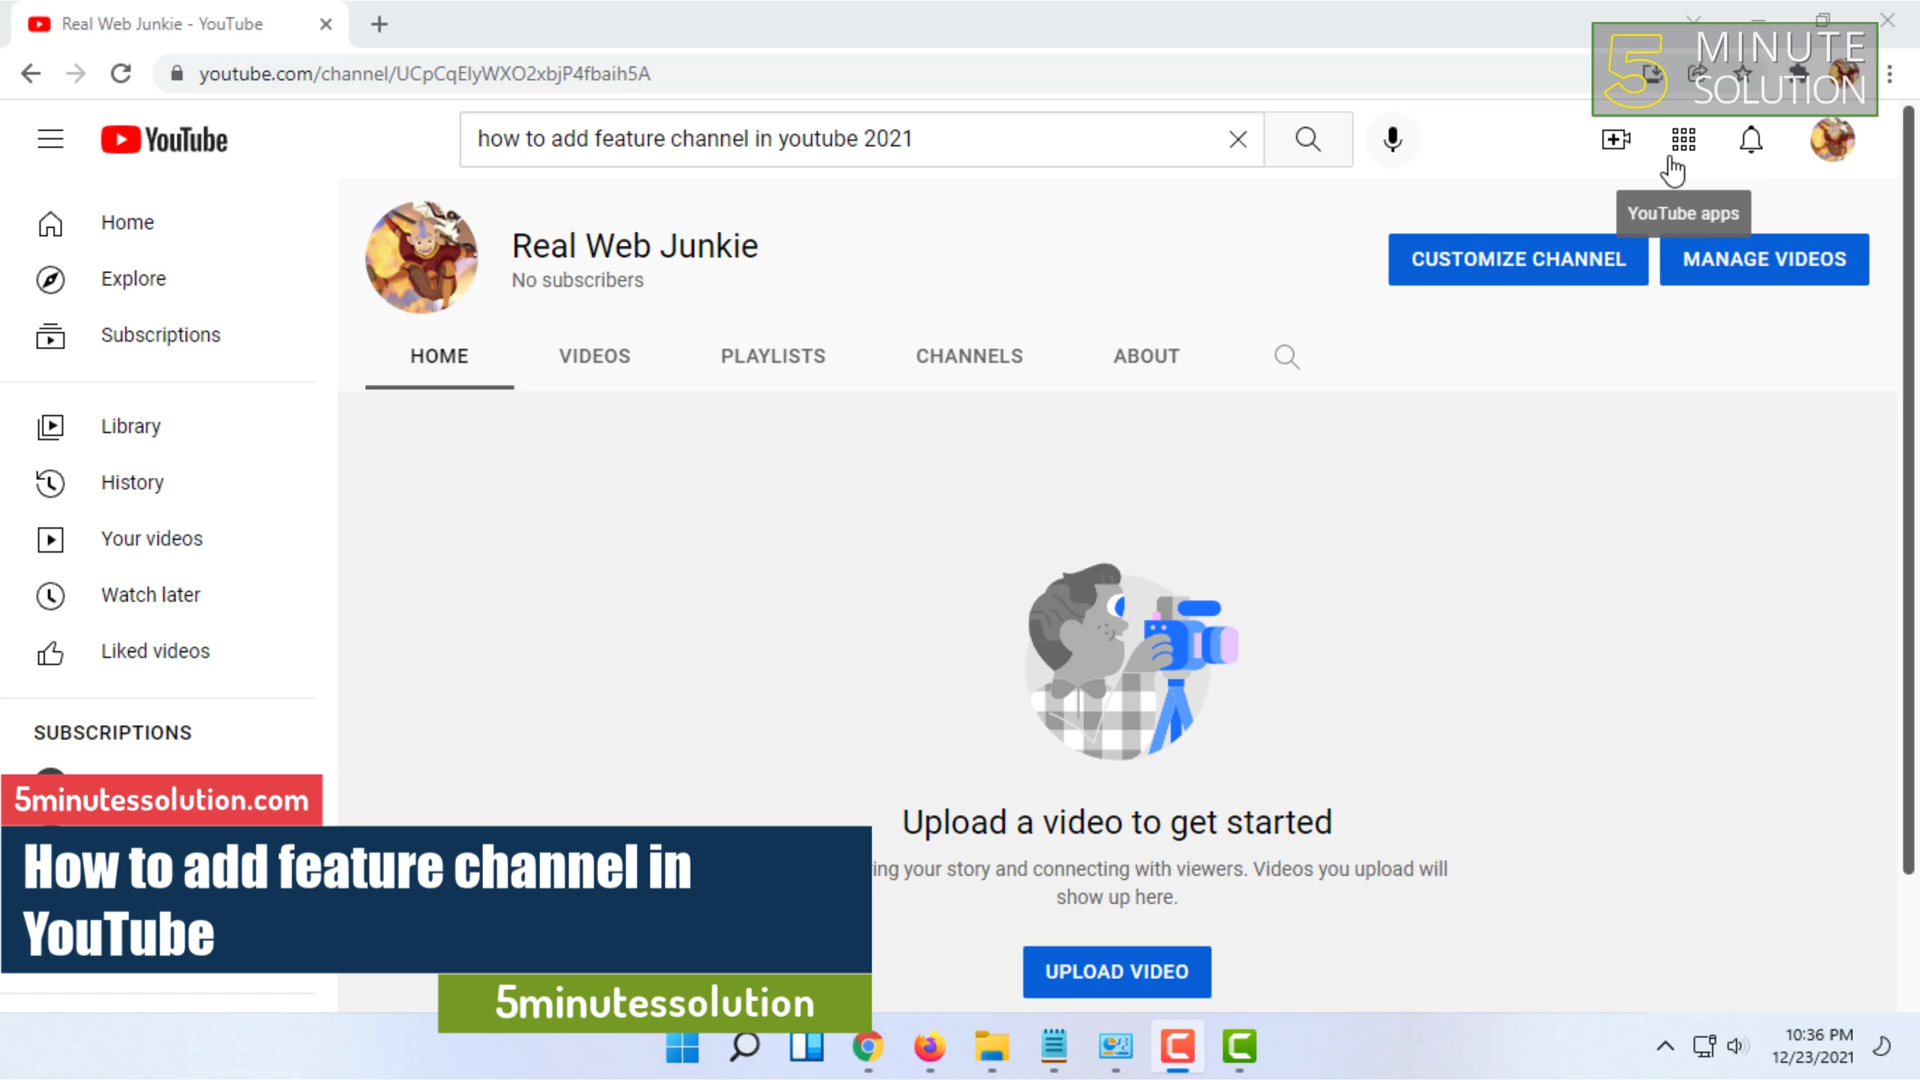 Real Web Junkie - YouTube
youtube.com/channel/UCpCqEIyWXO2xbjP4fbaih5A
5 MINUTE
SOLUTION
YouTube
how to add feature channel in youtube 2021
YouTube apps
Home
Explore
Subscriptions
Library
History
Your videos
Watch later
Liked videos
SUBSCRIPTIONS
Real Web Junkie
No subscribers
CUSTOMIZE CHANNEL
MANAGE VIDEOS
HOME
VIDEOS
PLAYLISTS
CHANNELS
ABOUT
Upload a video to get started
ing your story and connecting with viewers. Videos you upload will
show up here.
UPLOAD VIDEO
5minutessolution.com
How to add feature channel in
YouTube
5minutessolution
10:36 PM
12/23/2021